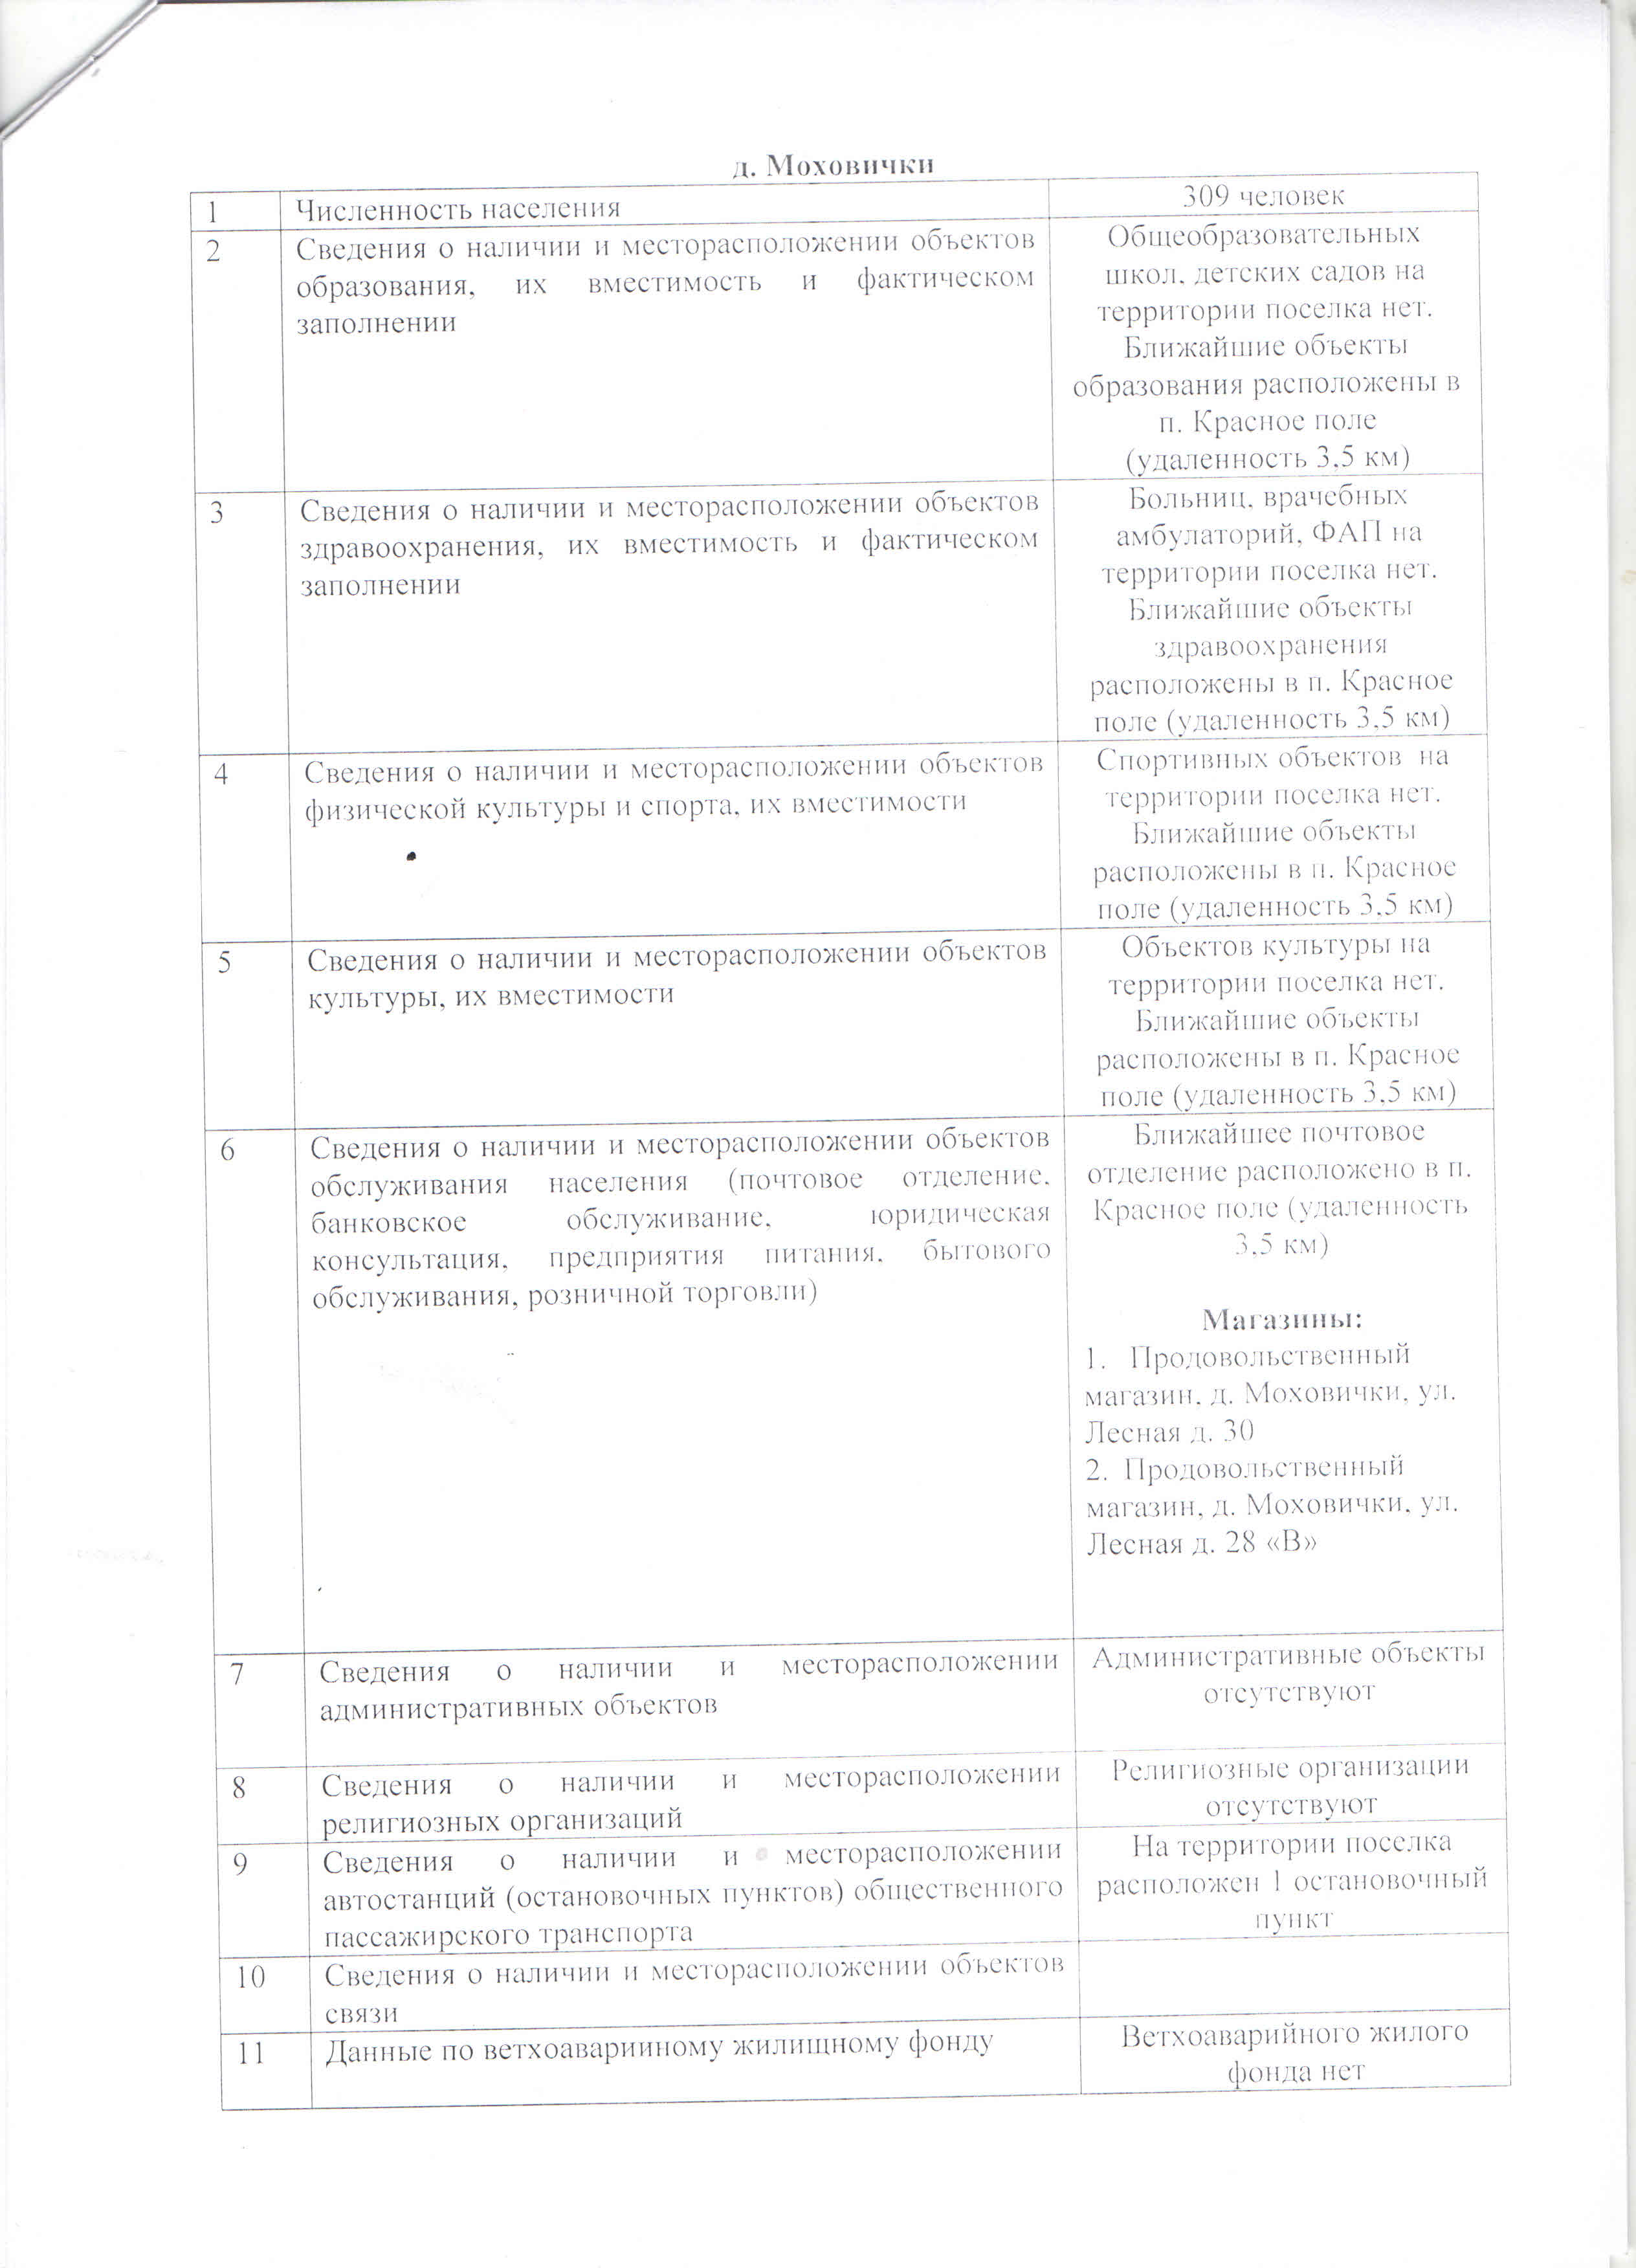 д. Моховички
1
Численность населения
309 человек
2
Сведения о наличии и месторасположении объектов
образования, их вместимость и фактическом
заполнении
Общеобразовательных
школ, детских садов на
территории поселка нет.
Ближайшие объекты
образования расположены в
п. Красное поле
(удаленность 3,5 км)
3
Сведения о наличии и месторасположении объектов
здравоохранения, их вместимость и фактическом
заполнении
Больниц, врачебных
амбулаторий, ФАП на
территории поселка нет.
Ближайшие объекты
здравоохранения
расположены в п. Красное
поле (удаленность 3,5 км)
4
Сведения о наличии и месторасположении объектов
физической культуры и спорта, их вместимости
Спортивных объектов на
территории поселка нет.
Ближайшие объекты
расположены в п. Красное
поле (удаленность 3,5 км)
5
Сведения о наличии и месторасположении объектов
культуры, их вместимости
Объектов культуры на
территории поселка нет.
Ближайшие объекты
расположены в п. Красное
поле (удаленность 3,5 км)
6
Сведения о наличии и месторасположении объектов
обслуживания населения (почтовое отделение,
банковское обслуживание, юридическая
консультация, предприятия питания, бытового
обслуживания, розничной торговли)
Ближайшее почтовое
отделение расположено в п.
Красное поле (удаленность
3,5 км)
Магазины:
1. Продовольственный
магазин, д. Моховички, ул.
Лесная д. 30
2. Продовольственный
магазин, д. Моховички, ул.
Лесная д. 28 «В»
7
Сведения о наличии и месторасположении
административных объектов
Административные объекты
отсутствуют
8
Сведения о наличии и месторасположении
религиозных организаций
Религиозные организации
отсутствуют
9
Сведения о наличии и месторасположении
автостанций (остановочных пунктов) общественного
пассажирского транспорта
На территории поселка
расположен 1 остановочный
пункт
10
Сведения о наличии и месторасположении объектов
связи
11
Данные по ветхоаварииному жилищному фонду
Ветхоаварийного жилого
фонда нет